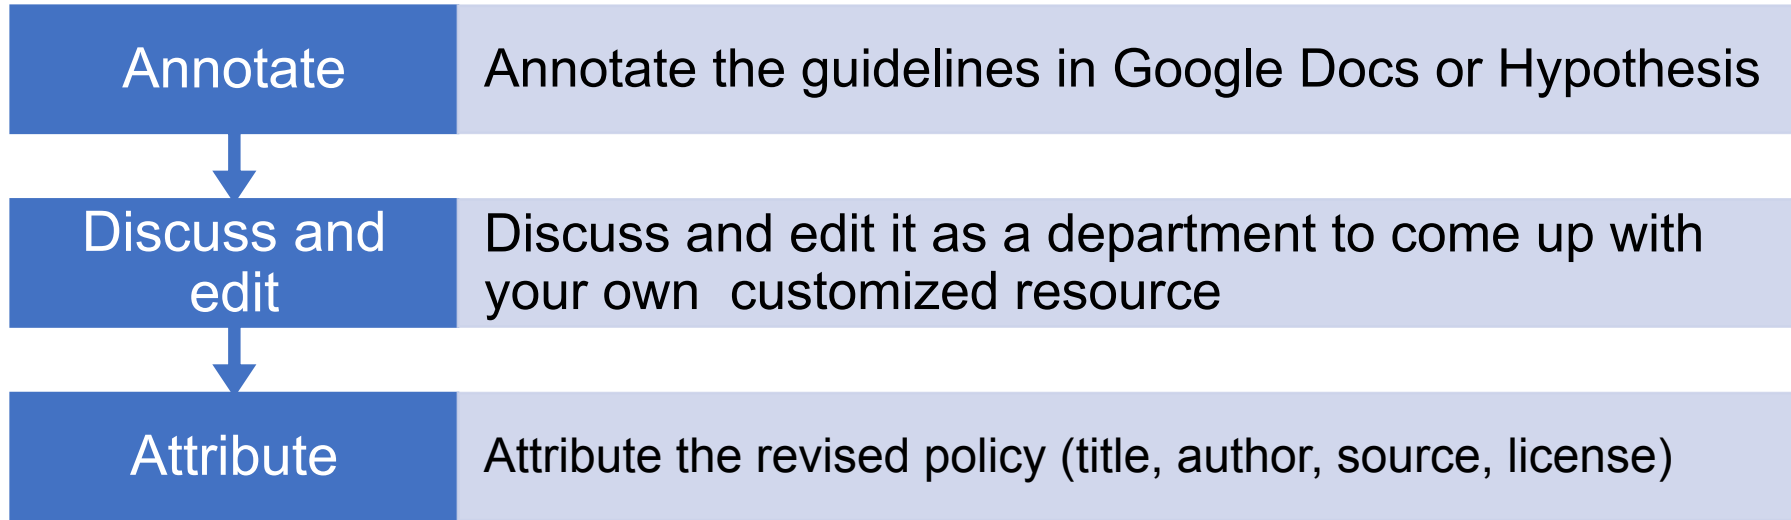 Annotate
Annotate the guidelines in Google Docs or Hypothesis
Discuss and
edit
Discuss and edit it as a department to come up with
your own  customized resource
Attribute
Attribute the revised policy (title, author, source, license)